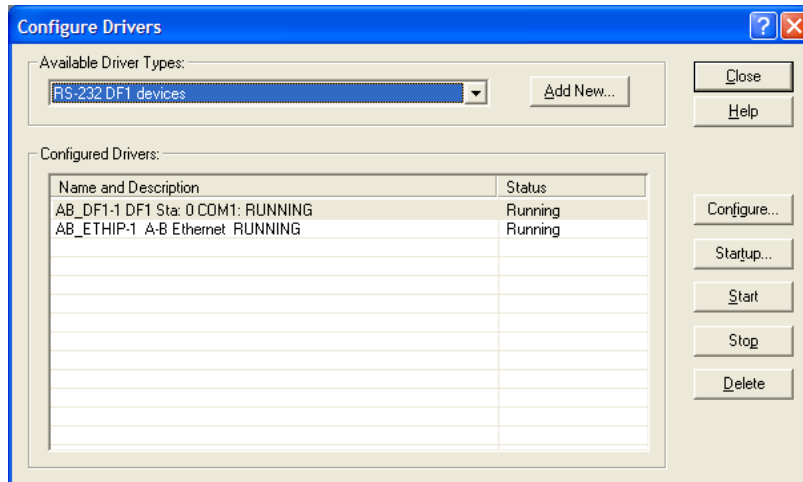 Configure Drivers
Available Driver Types:
RS-232 DF1 devices
Add New...
Close
Help
Configured Drivers:
Name and Description Status
AB_DF1-1 DF1 Sta: 0 COM1: RUNNING Running
AB_ETHIP-1 A-B Ethernet RUNNING Running
Configure...
Startup...
Start
Stop
Delete